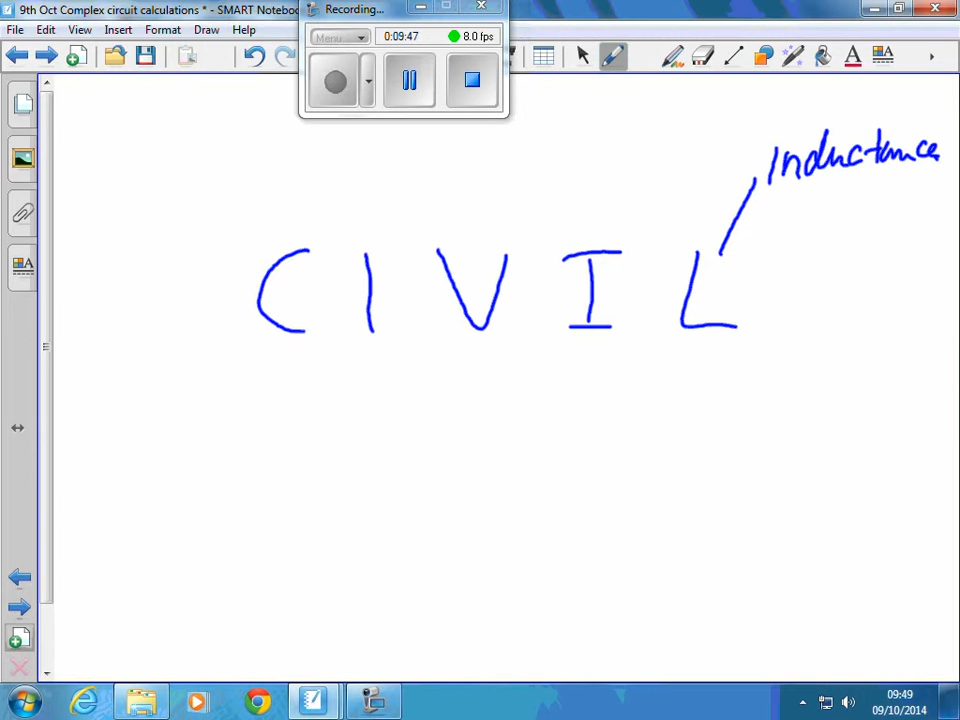 9th Oct Complex circuit calculations * - SMART Notebo
Recording...
File Edit View Insert Format Draw Help
Menu 0:09:47 8.0 fps
Inductance
C I V I L
09:49
09/10/2014